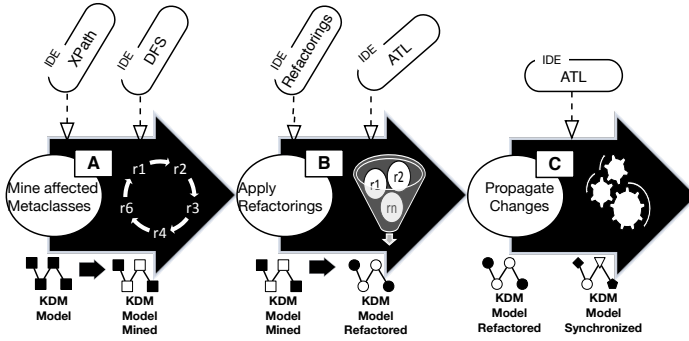 IDE
XPath
IDE
DFS
IDE
Refactorings
IDE
ATL
IDE
ATL
A
Mine affected
Metaclasses
r1
r2
r3
r4
r6
B
Apply
Refactorings
r1
r2
rn
C
Propagate
Changes
KDM
Model
KDM
Model
Mined
KDM
Model
Mined
KDM
Model
Refactored
KDM
Model
Refactored
KDM
Model
Synchronized